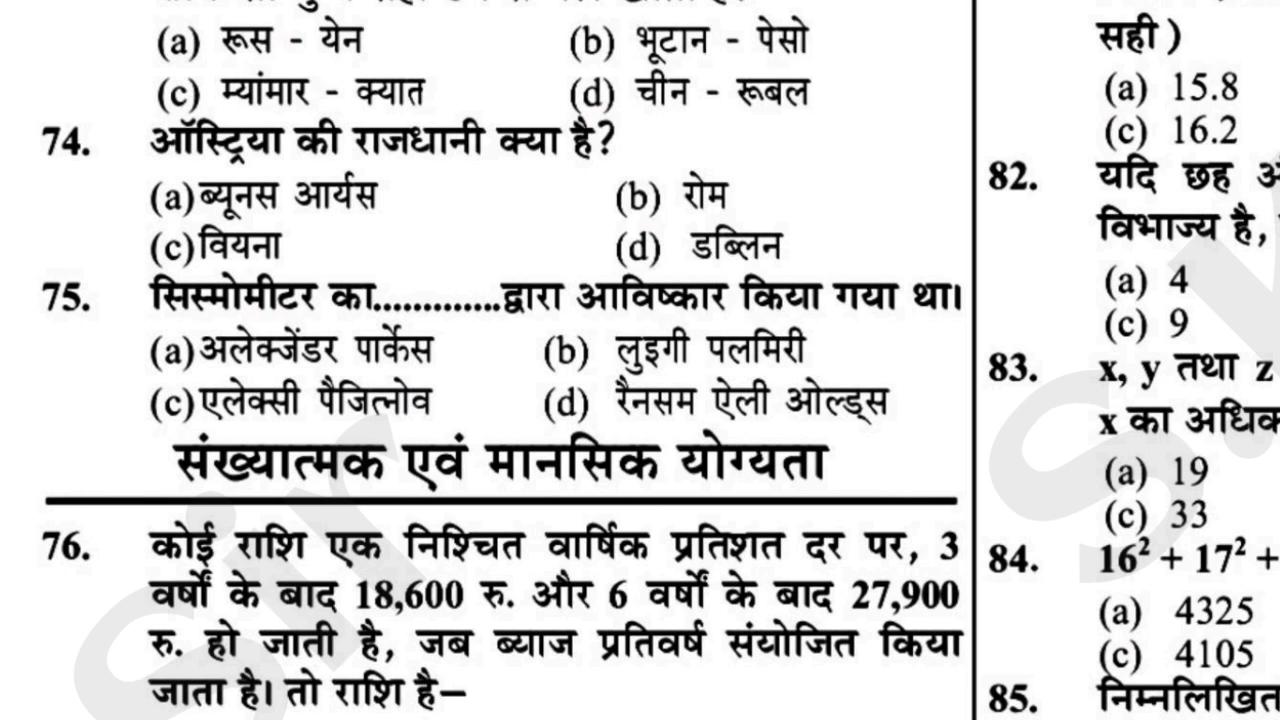 (a) रूस - येन (b) भूटान - पेसो
(c) म्यांमार - क्यात (d) चीन - रूबल
74. ऑस्ट्रिया की राजधानी क्या है?
(a) ब्यूनस आर्यस (b) रोम
(c) वियना (d) डब्लिन
75. सिस्मोमीटर का.............द्वारा आविष्कार किया गया था।
(a) अलेक्जेंडर पार्केस (b) लुइगी पलमिरी
(c) एलेक्सी पैजित्नोव (d) रैनसम ऐली ओल्ड्स
संख्यात्मक एवं मानसिक योग्यता
76. कोई राशि एक निश्चित वार्षिक प्रतिशत दर पर, 3
वर्षों के बाद 18,600 रु. और 6 वर्षों के बाद 27,900
रु. हो जाती है, जब ब्याज प्रतिवर्ष संयोजित किया
जाता है। तो राशि है–
सही )
(a) 15.8
(c) 16.2
82. यदि छह
विभाज्य है,
(a) 4
(c) 9
83. x, y तथा z
x का
(a) 19
(c) 33
84. 16² + 17² +
(a) 4325
(c) 4105
85. निम्नलिखित